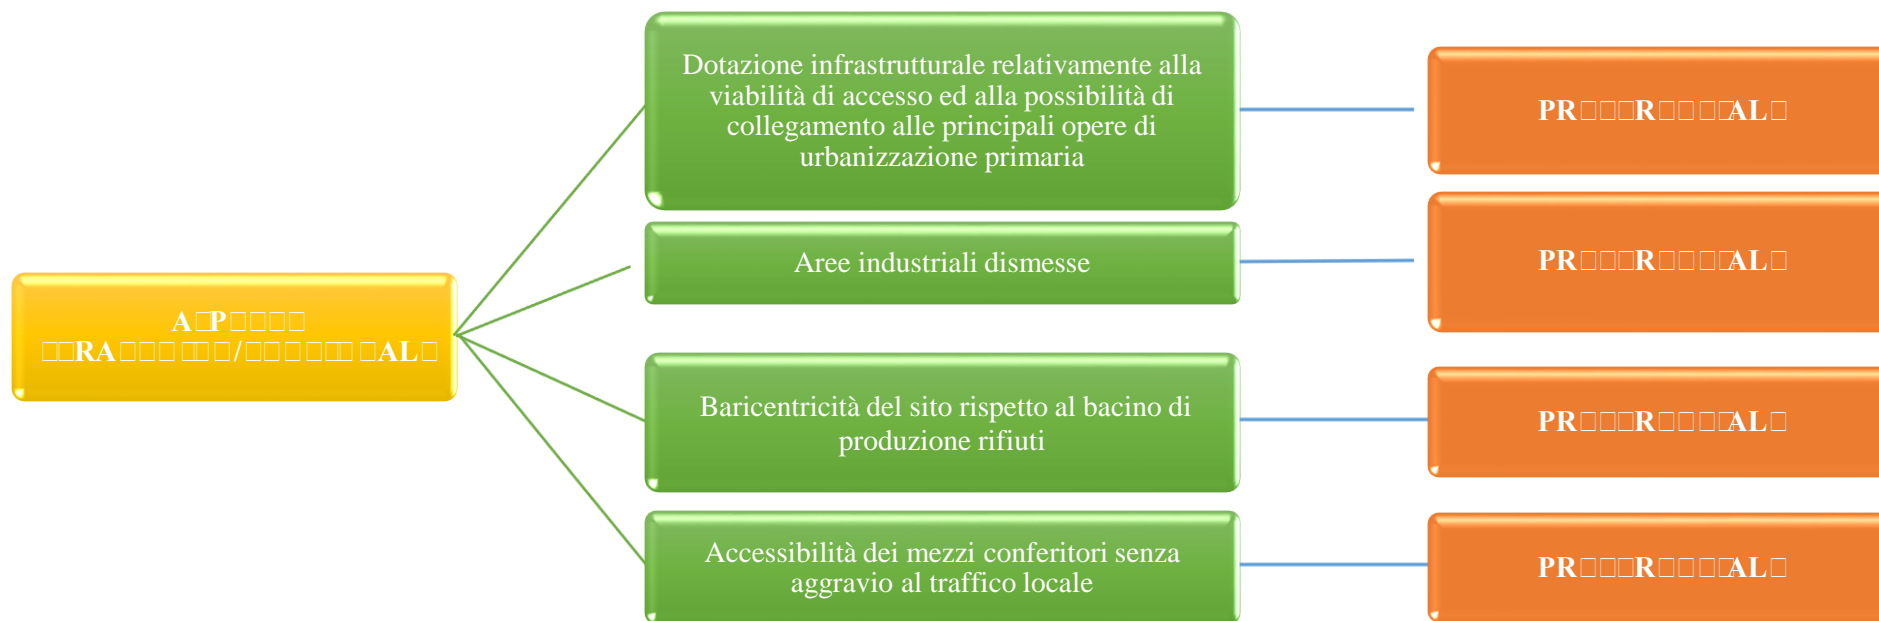 Dotazione infrastrutturale relativamente alla
viabilità di accesso ed alla possibilità di
collegamento alle principali opere di
urbanizzazione primaria
Aree industriali dismesse
Baricentricità del sito rispetto al bacino di
produzione rifiuti
Accessibilità dei mezzi conferitori senza
aggravio al traffico locale